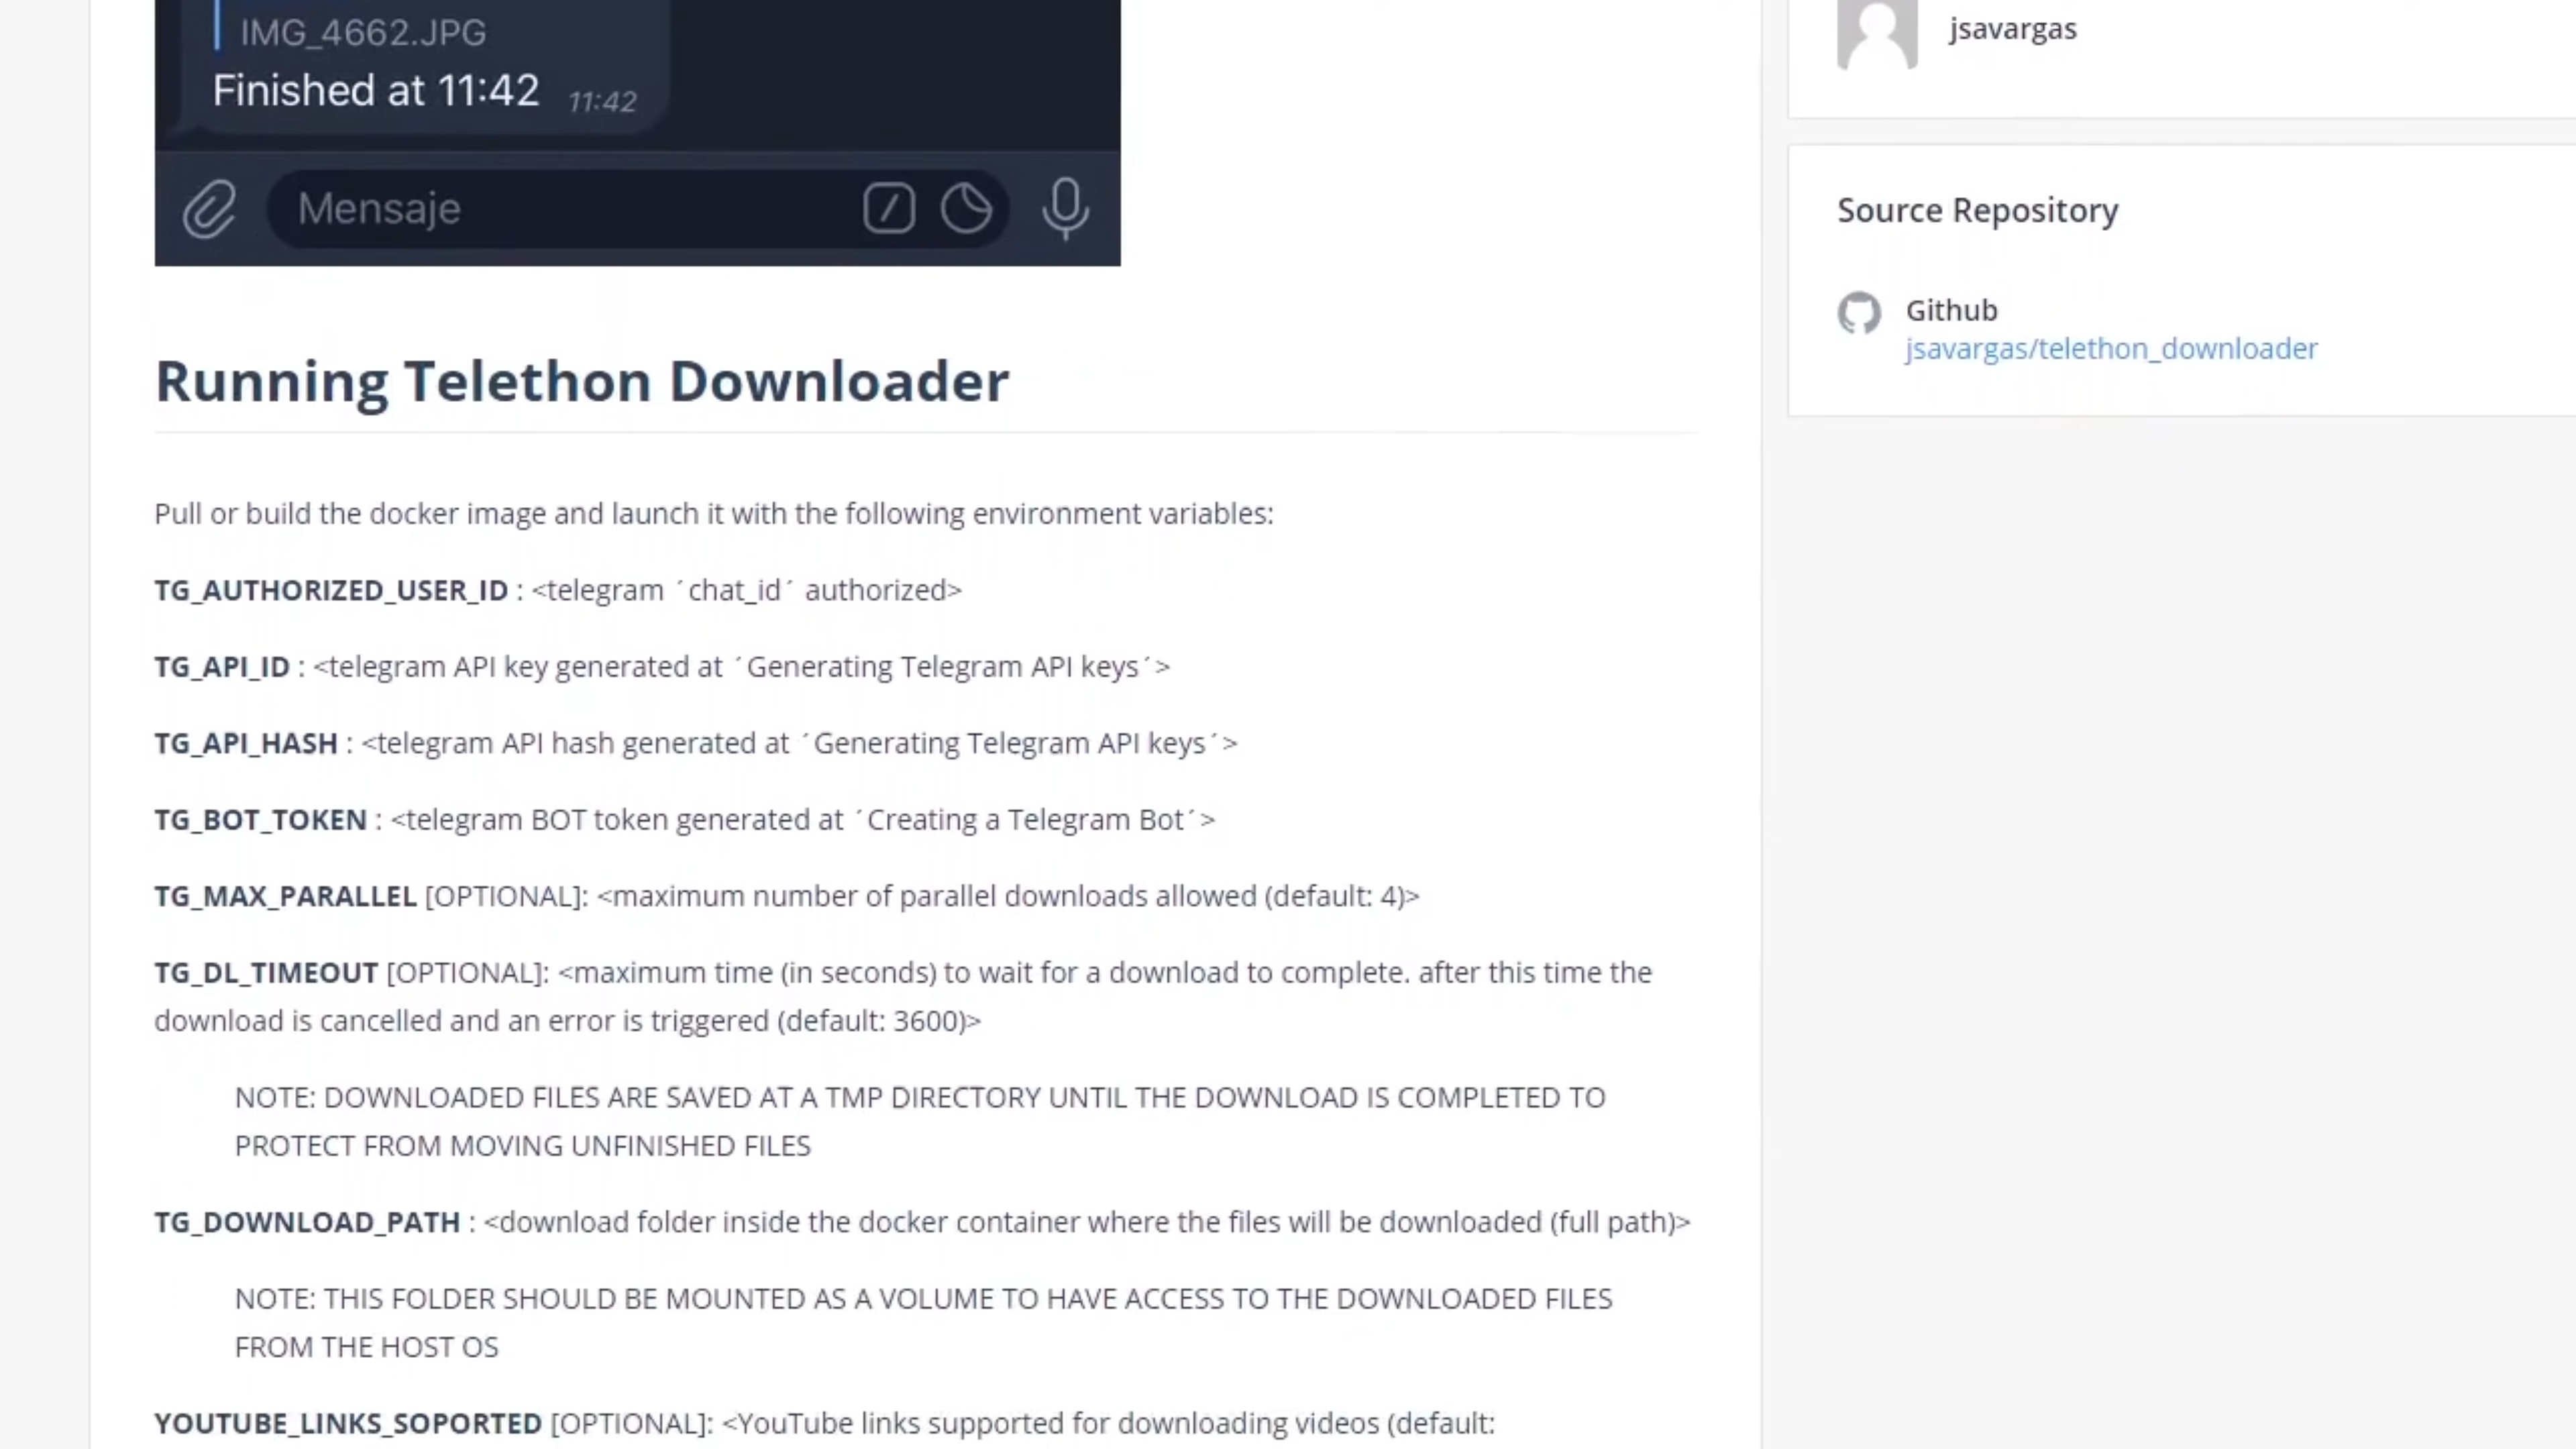 IMG_4662.JPG
Finished at 11:42 11:42
Mensaje
Running Telethon Downloader
Pull or build the docker image and launch it with the following environment variables:
TG_AUTHORIZED_USER_ID : <telegram ´chat_id´ authorized>
TG_API_ID : <telegram API key generated at ´Generating Telegram API keys´>
TG_API_HASH : <telegram API hash generated at ´Generating Telegram API keys´>
TG_BOT_TOKEN : <telegram BOT token generated at ´Creating a Telegram Bot´>
TG_MAX_PARALLEL [OPTIONAL]: <maximum number of parallel downloads allowed (default: 4)>
TG_DL_TIMEOUT [OPTIONAL]: <maximum time (in seconds) to wait for a download to complete. after this time the
download is cancelled and an error is triggered (default: 3600)>
NOTE: DOWNLOADED FILES ARE SAVED AT A TMP DIRECTORY UNTIL THE DOWNLOAD IS COMPLETED TO
PROTECT FROM MOVING UNFINISHED FILES
TG_DOWNLOAD_PATH : <download folder inside the docker container where the files will be downloaded (full path)>
NOTE: THIS FOLDER SHOULD BE MOUNTED AS A VOLUME TO HAVE ACCESS TO THE DOWNLOADED FILES
FROM THE HOST OS
YOUTUBE_LINKS_SOPORTED [OPTIONAL]: <YouTube links supported for downloading videos (default:
jsavargas
Source Repository
Github
jsavargas/telethon_downloader